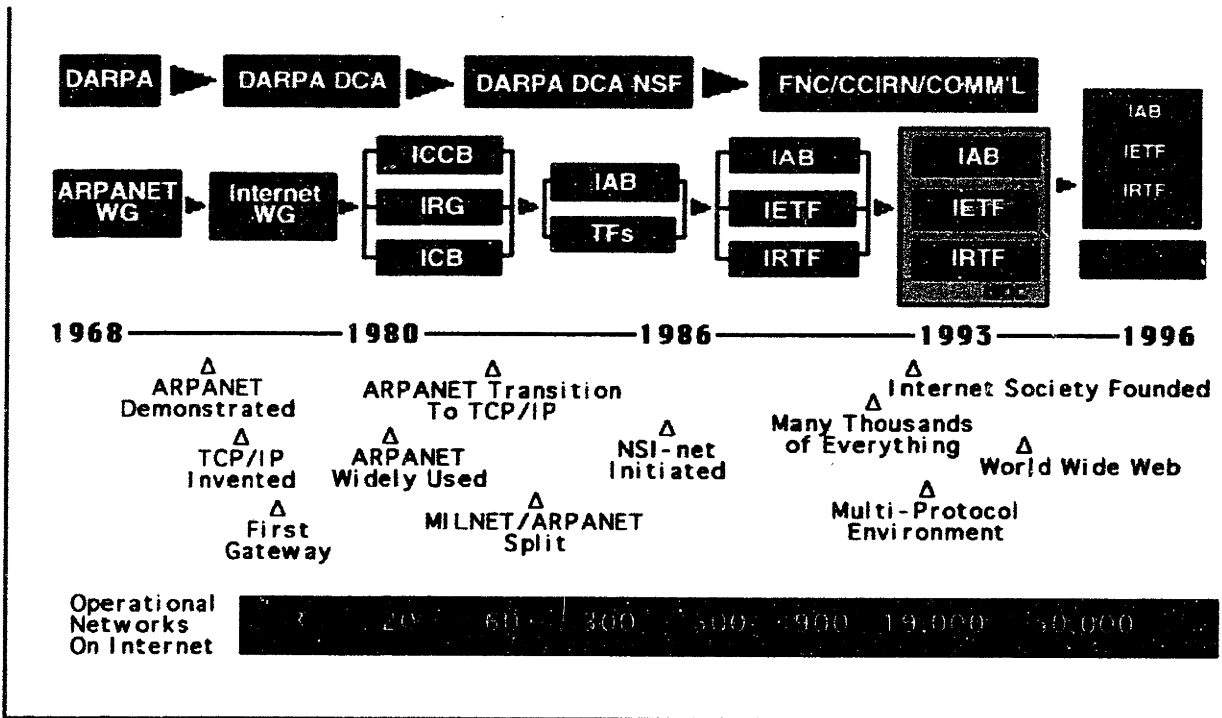 DARPA
DARPA DCA
DARPA DCA NSF
FNC/CCIRN/COMM'L
ARPANET
WG
Internet
WG
ICCB
IRG
ICB
IAB
TFs
IAB
IETF
IRTF
IAB
IETF
IRTF
IAB
IETF
IRTF
1968
1980
1986
1993
1996
ARPANET
Demonstrated
TCP/IP
Invented
First
Gateway
ARPANET Transition
To TCP/IP
ARPANET
Widely Used
MILNET/ARPANET
Split
NSI-net
Initiated
Internet Society Founded
Many Thousands
of Everything
World Wide Web
Multi-Protocol
Environment
Operational
Networks
On Internet
20 60 300 900 19,000